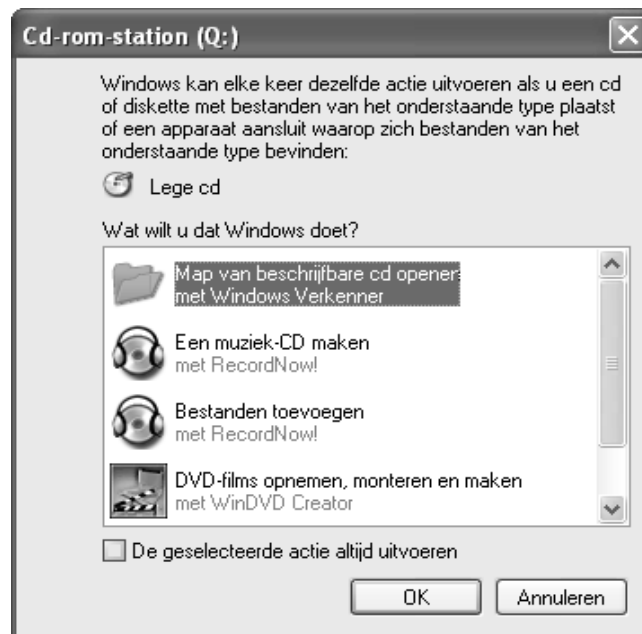 Cd-rom-station (Q:)
Windows kan elke keer dezelfde actie uitvoeren als u een cd
of diskette met bestanden van het onderstaande type plaatst
of een apparaat aansluit waarop zich bestanden van het
onderstaande type bevinden:
Lege cd
Wat wilt u dat Windows doet?
Map van beschrijfbare cd openen
met Windows Verkenner
Een muziek-CD maken
met RecordNow!
Bestanden toevoegen
met RecordNow!
DVD-films opnemen, monteren en maken
met WinDVD Creator
De geselecteerde actie altijd uitvoeren
OK
Annuleren